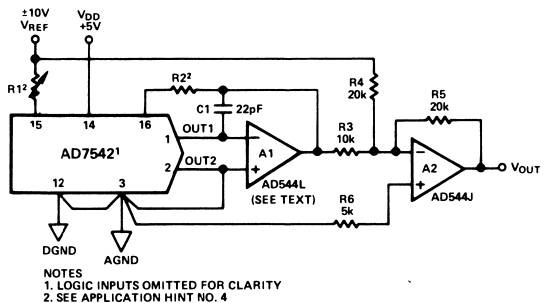 ±10V
VREF
VDD
+5V
R1²
R2²
C1
22pF
R4
20k
R5
20k
15
14
16
1
OUT1
AD7542¹
2
OUT2
12
3
A1
AD544L
(SEE TEXT)
R3
10k
A2
AD544J
VOUT
R6
5k
DGND
AGND
NOTES
1. LOGIC INPUTS OMITTED FOR CLARITY
2. SEE APPLICATION HINT NO. 4